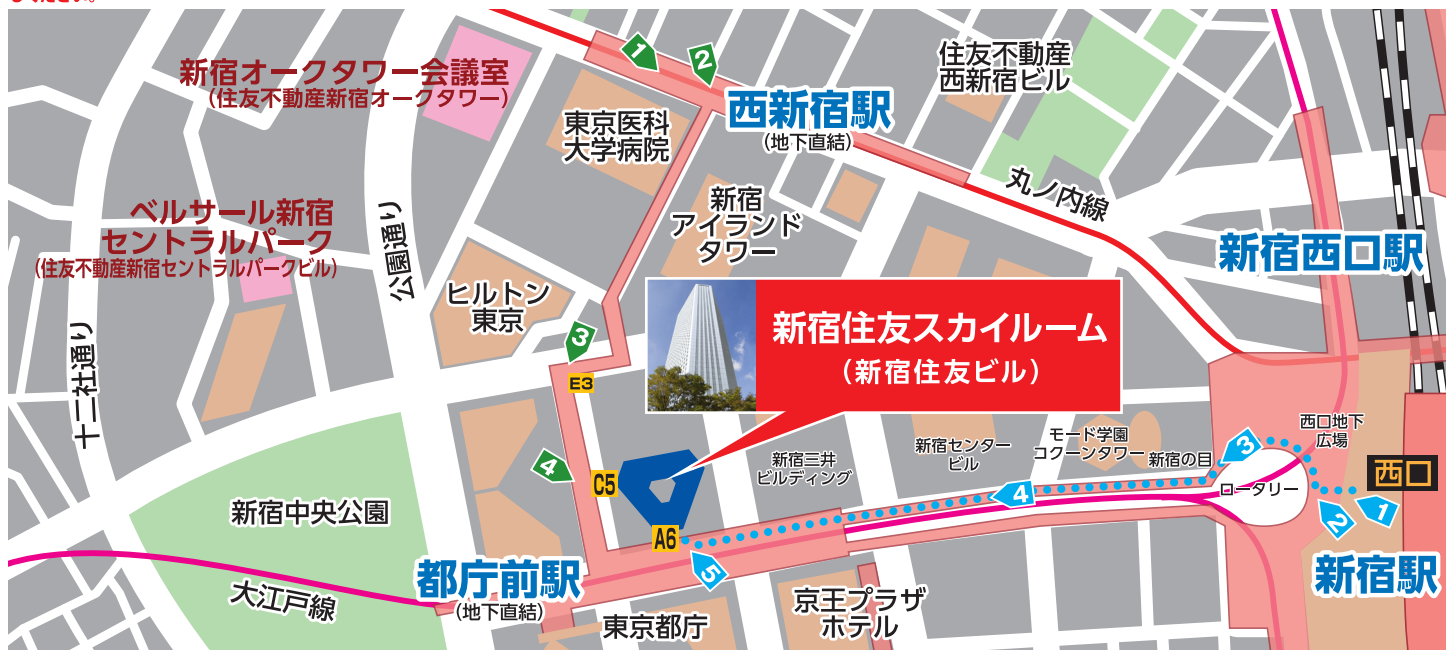 ください。
新宿オークタワー会議室
（住友不動産新宿オークタワー）
1
2
住友不動産
西新宿ビル
東京医科
大学病院
西新宿駅
（地下直結）
丸ノ内線
新宿
アイランド
タワー
ベルサール新宿
セントラルパーク
（住友不動産新宿セントラルパークビル）
公園通り
新宿西口駅
ヒルトン
東京
3
E3
新宿住友スカイルーム
（新宿住友ビル）
十二社通り
4
C5
A6
新宿三井
ビルディング
新宿センター
ビル
モード学園
コクーンタワー
新宿の目
3
西口地下
広場
西口
ロータリー
4
1
2
新宿中央公園
都庁前駅
（地下直結）
5
新宿駅
大江戸線
東京都庁
京王プラザ
ホテル